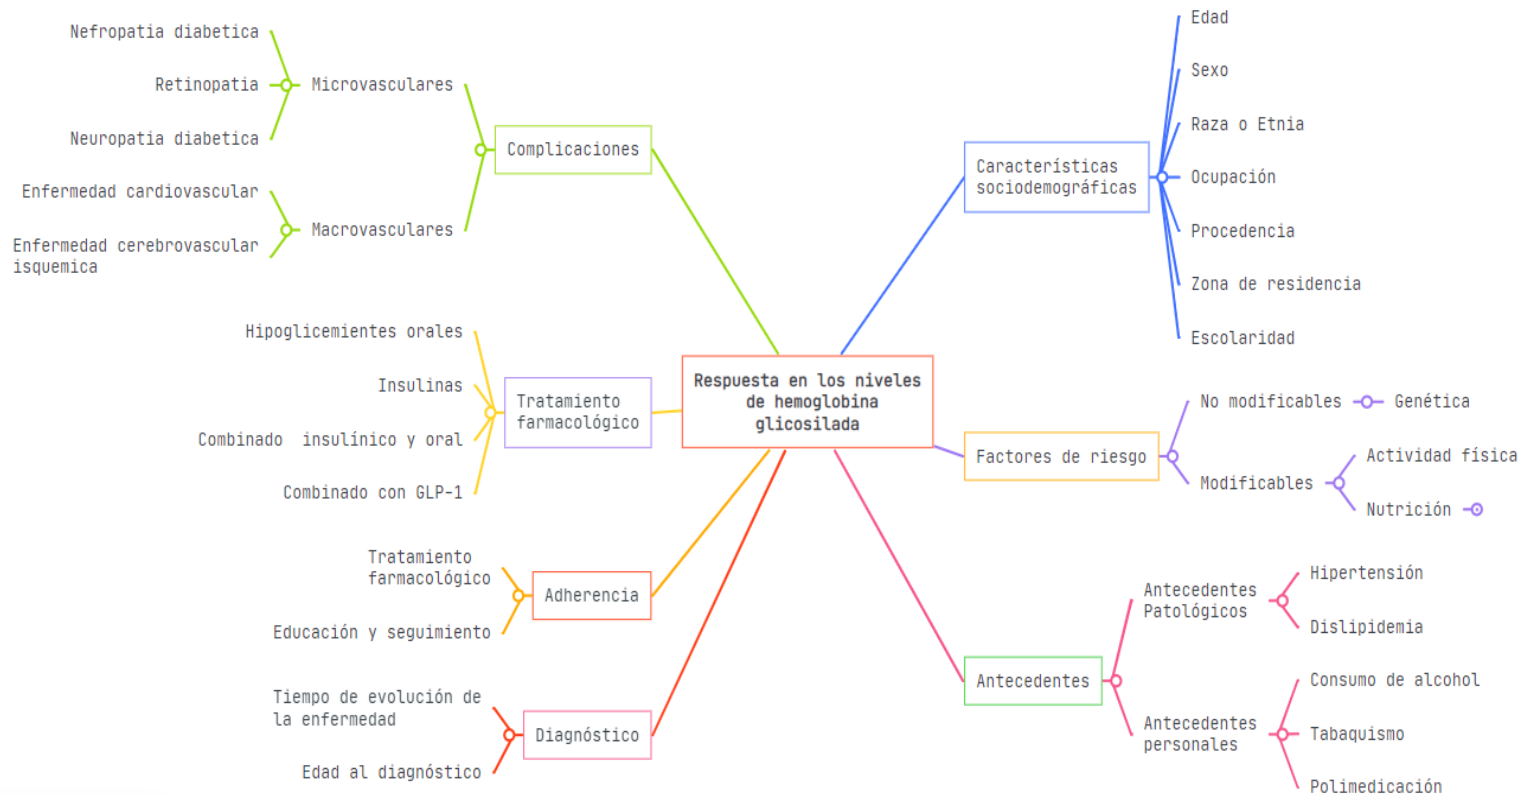 Nefropatia diabetica
Retinopatia
Neuropatia diabetica
Microvasculares
Enfermedad cardiovascular
Enfermedad cerebrovascular
isquemica
Macrovasculares
Complicaciones
Hipoglicemientes orales
Insulinas
Combinado insulínico y oral
Combinado con GLP-1
Tratamiento
farmacológico
Tratamiento
farmacológico
Educación y seguimiento
Adherencia
Tiempo de evolución de
la enfermedad
Edad al diagnóstico
Diagnóstico
Respuesta en los niveles
de hemoglobina
glicosilada
Características
sociodemográficas
Edad
Sexo
Raza o Etnia
Ocupación
Procedencia
Zona de residencia
Escolaridad
Factores de riesgo
No modificables
Genética
Modificables
Actividad física
Nutrición
Antecedentes
Antecedentes
Patológicos
Hipertensión
Dislipidemia
Antecedentes
personales
Consumo de alcohol
Tabaquismo
Polimedicación